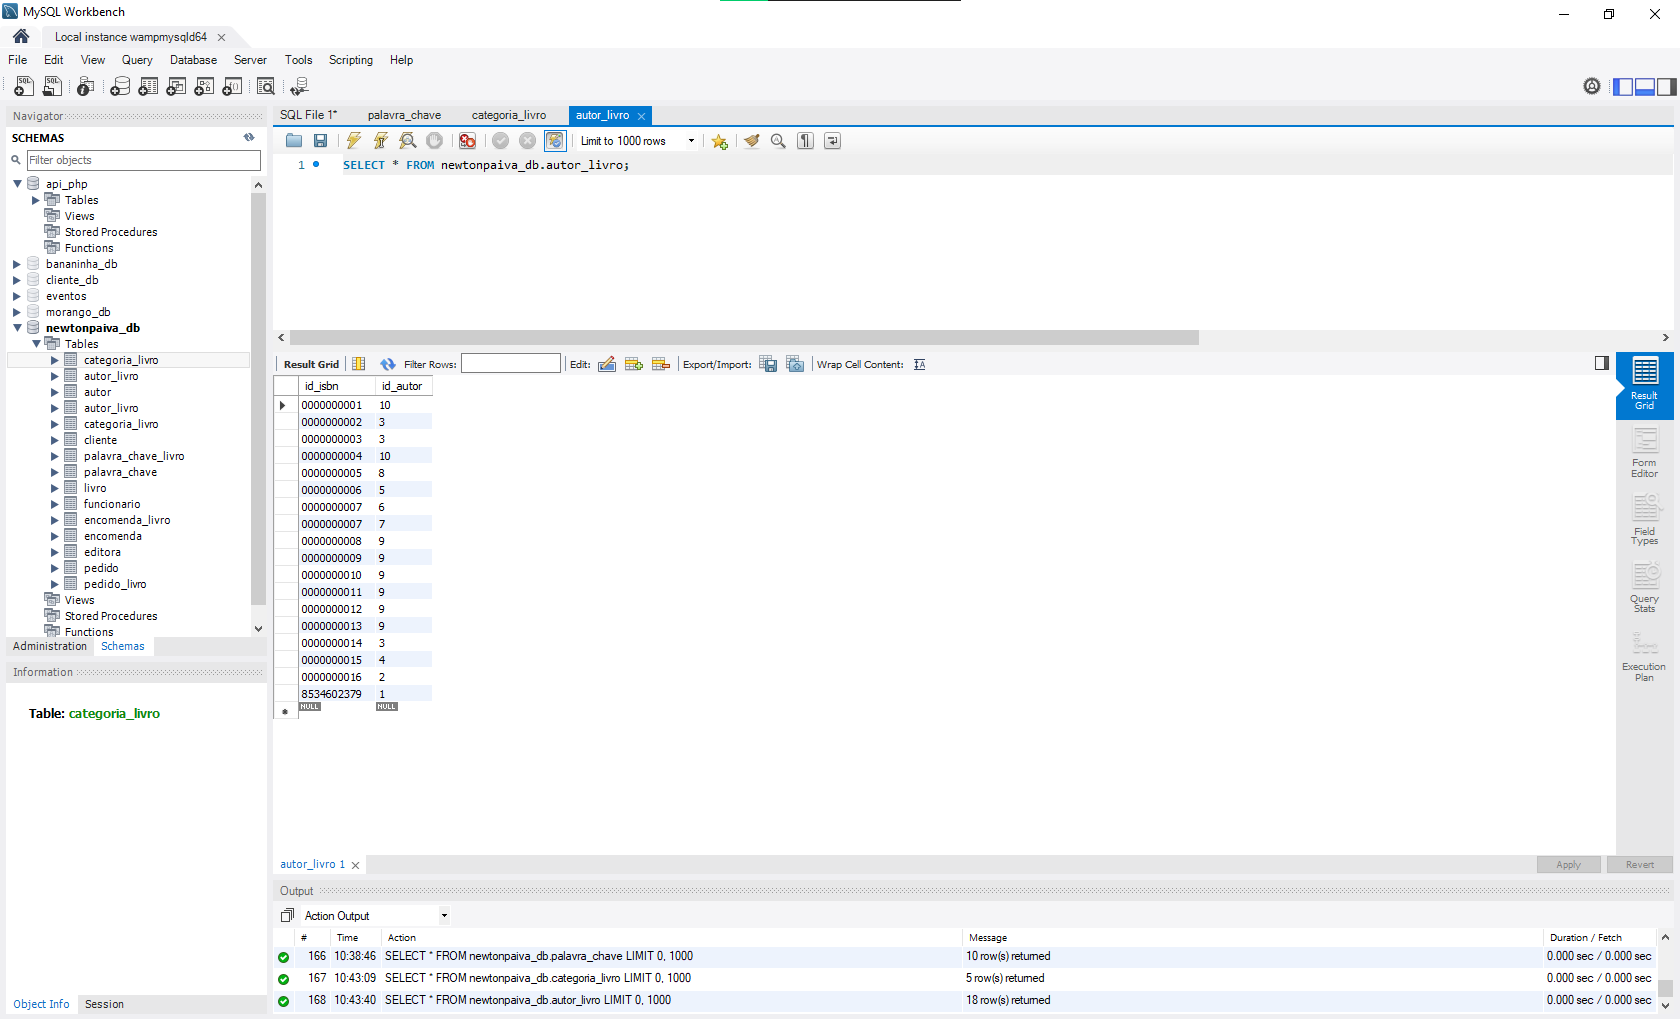 MySQL Workbench
Local instance wampmysqld64
File Edit View Query Database Server Tools Scripting Help
Navigator
SCHEMAS
Filter objects
api_php
Tables
Views
Stored Procedures
Functions
bananinha_db
cliente_db
eventos
morango_db
newtonpaiva_db
Tables
categoria_livro
autor_livro
autor
autor_livro
categoria_livro
cliente
palavra_chave_livro
palavra_chave
livro
funcionario
encomenda_livro
encomenda
editora
pedido
pedido_livro
Views
Stored Procedures
Functions
Administration Schemas
Information
Table: categoria_livro
Object Info Session
SQL File 1* palavra_chave categoria_livro autor_livro
Limit to 1000 rows
1 SELECT * FROM newtonpaiva_db.autor_livro;
Result Grid Filter Rows: Edit: Export/Import: Wrap Cell Content:
id_isbn id_autor
0000000001 10
0000000002 3
0000000003 3
0000000004 10
0000000005 8
0000000006 5
0000000007 6
0000000007 7
0000000008 9
0000000009 9
0000000010 9
0000000011 9
0000000012 9
0000000013 9
0000000014 3
0000000015 4
0000000016 2
8534602379 1
NULL NULL
Result
Grid
Form
Editor
Field
Types
Query
Stats
Execution
Plan
autor_livro 1
Apply Revert
Output
Action Output
# Time Action Message Duration / Fetch
166 10:38:46 SELECT * FROM newtonpaiva_db.palavra_chave LIMIT 0, 1000 10 row(s) returned 0.000 sec / 0.000 sec
167 10:43:09 SELECT * FROM newtonpaiva_db.categoria_livro LIMIT 0, 1000 5 row(s) returned 0.000 sec / 0.000 sec
168 10:43:40 SELECT * FROM newtonpaiva_db.autor_livro LIMIT 0, 1000 18 row(s) returned 0.000 sec / 0.000 sec